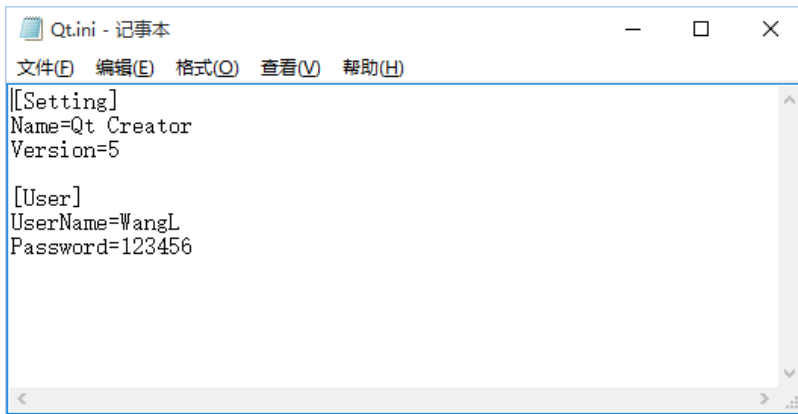 Qt.ini - 记事本
文件(F) 编辑(E) 格式(O) 查看(V) 帮助(H)
[Setting]
Name=Qt Creator
Version=5
[User]
UserName=WangL
Password=123456